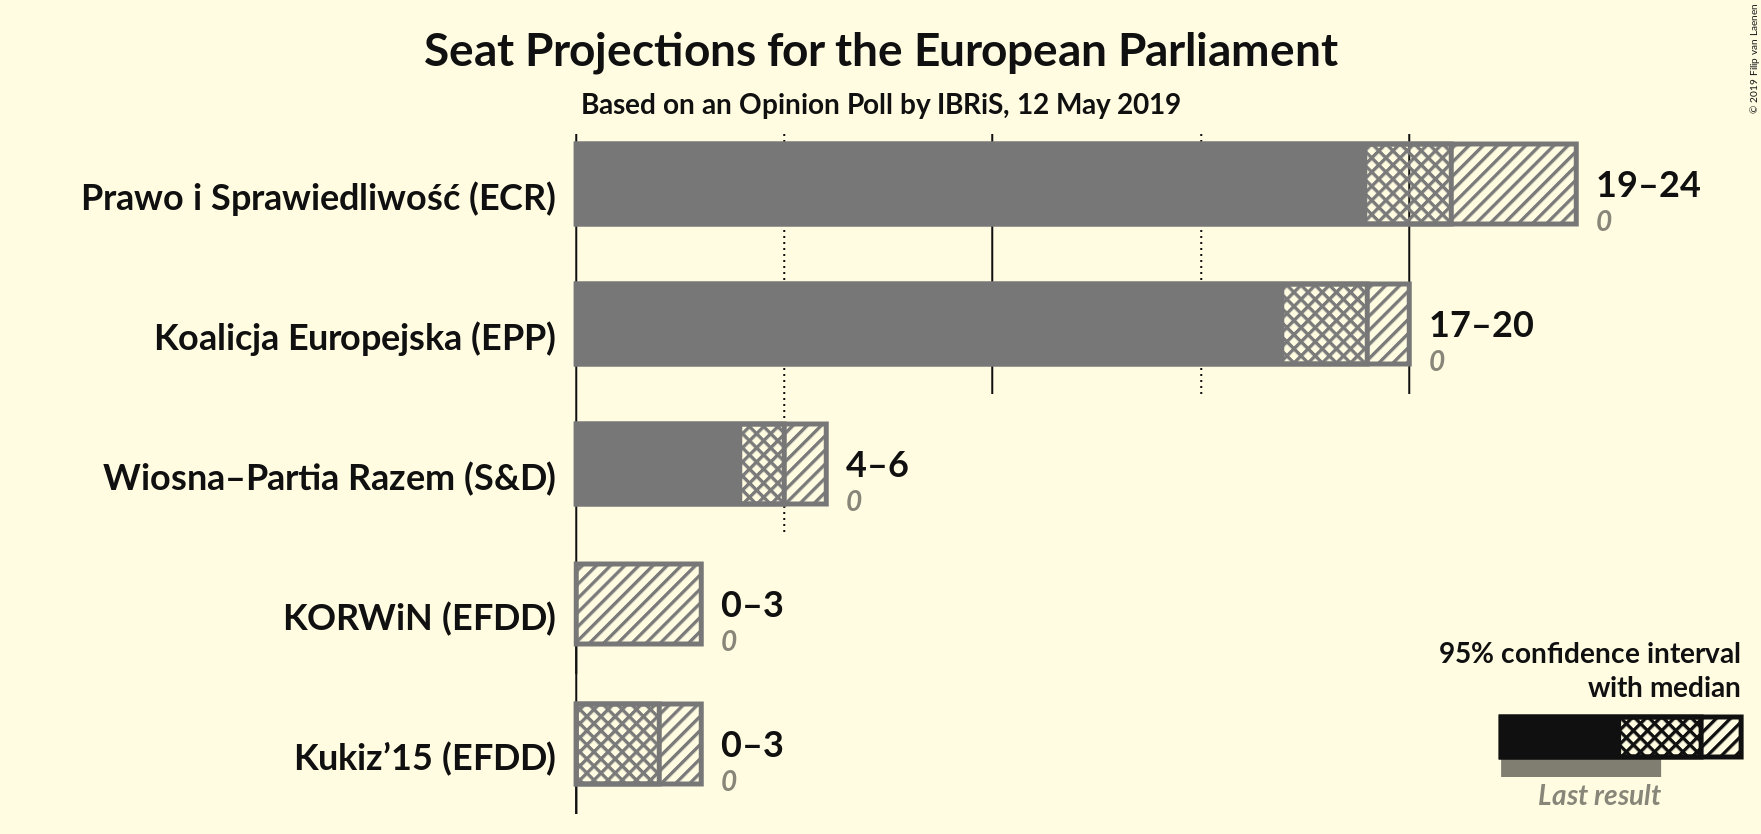 Seat Projections for the European Parliament
Based on an Opinion Poll by IBRiS, 12 May 2019
© 2019 Filip van Laenen
Prawo i Sprawiedliwość (ECR)
19–24
0
Koalicja Europejska (EPP)
17–20
0
Wiosna–Partia Razem (S&D)
4–6
0
KORWiN (EFDD)
0–3
0
Kukiz’15 (EFDD)
0–3
0
95% confidence interval
with median
Last result